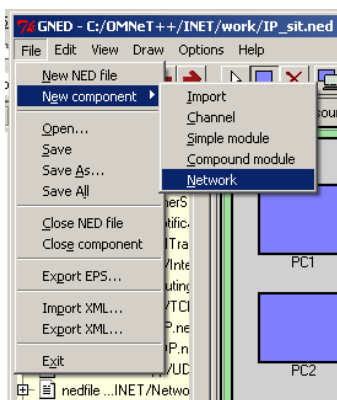 GNED - C:/OMNeT++/INET/work/IP_sit.ned
File Edit View Draw Options Help
New NED file
New component
Import
Channel
Simple module
Compound module
Network
Open...
Save
Save As...
Save All
Close NED file
Close component
Export EPS...
Import XML...
Export XML...
Exit
PC1
PC2
nedfile ...INET/Netwo